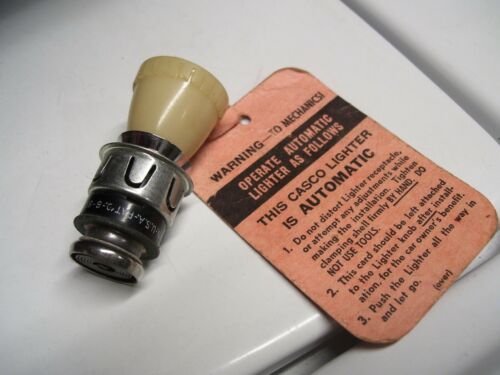 WARNING—TO MECHANICS!
OPERATE AUTOMATIC
LIGHTER AS FOLLOWS
THIS CASCO LIGHTER
IS AUTOMATIC
1. Do not distort Lighter receptacle,
or attempt any adjustments while
making the installation. Tighten
clamping shell firmly BY HAND, DO
NOT USE TOOLS.
2. This card should be left attached
to the Lighter knob after install-
ation, for the car owner's benefit.
3. Push the Lighter all the way in
and let go.
(over)
U.S.A.